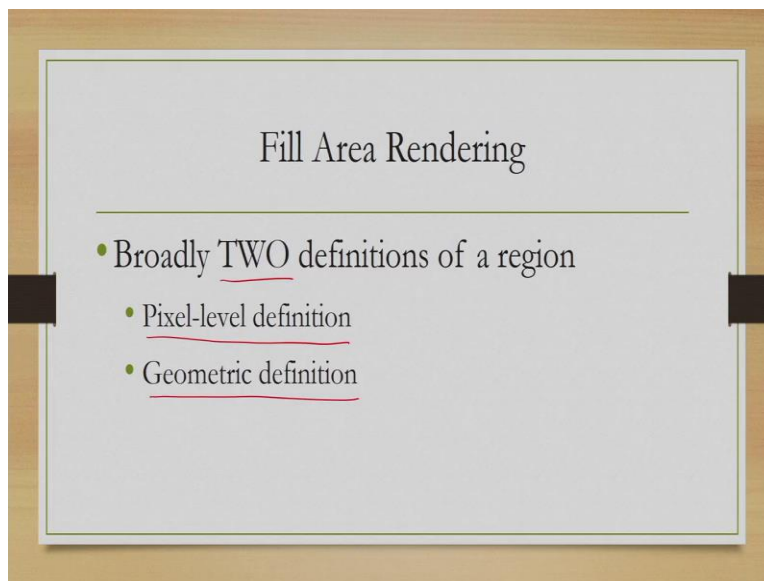 Fill Area Rendering
•Broadly TWO definitions of a region
• Pixel-level definition
• Geometric definition